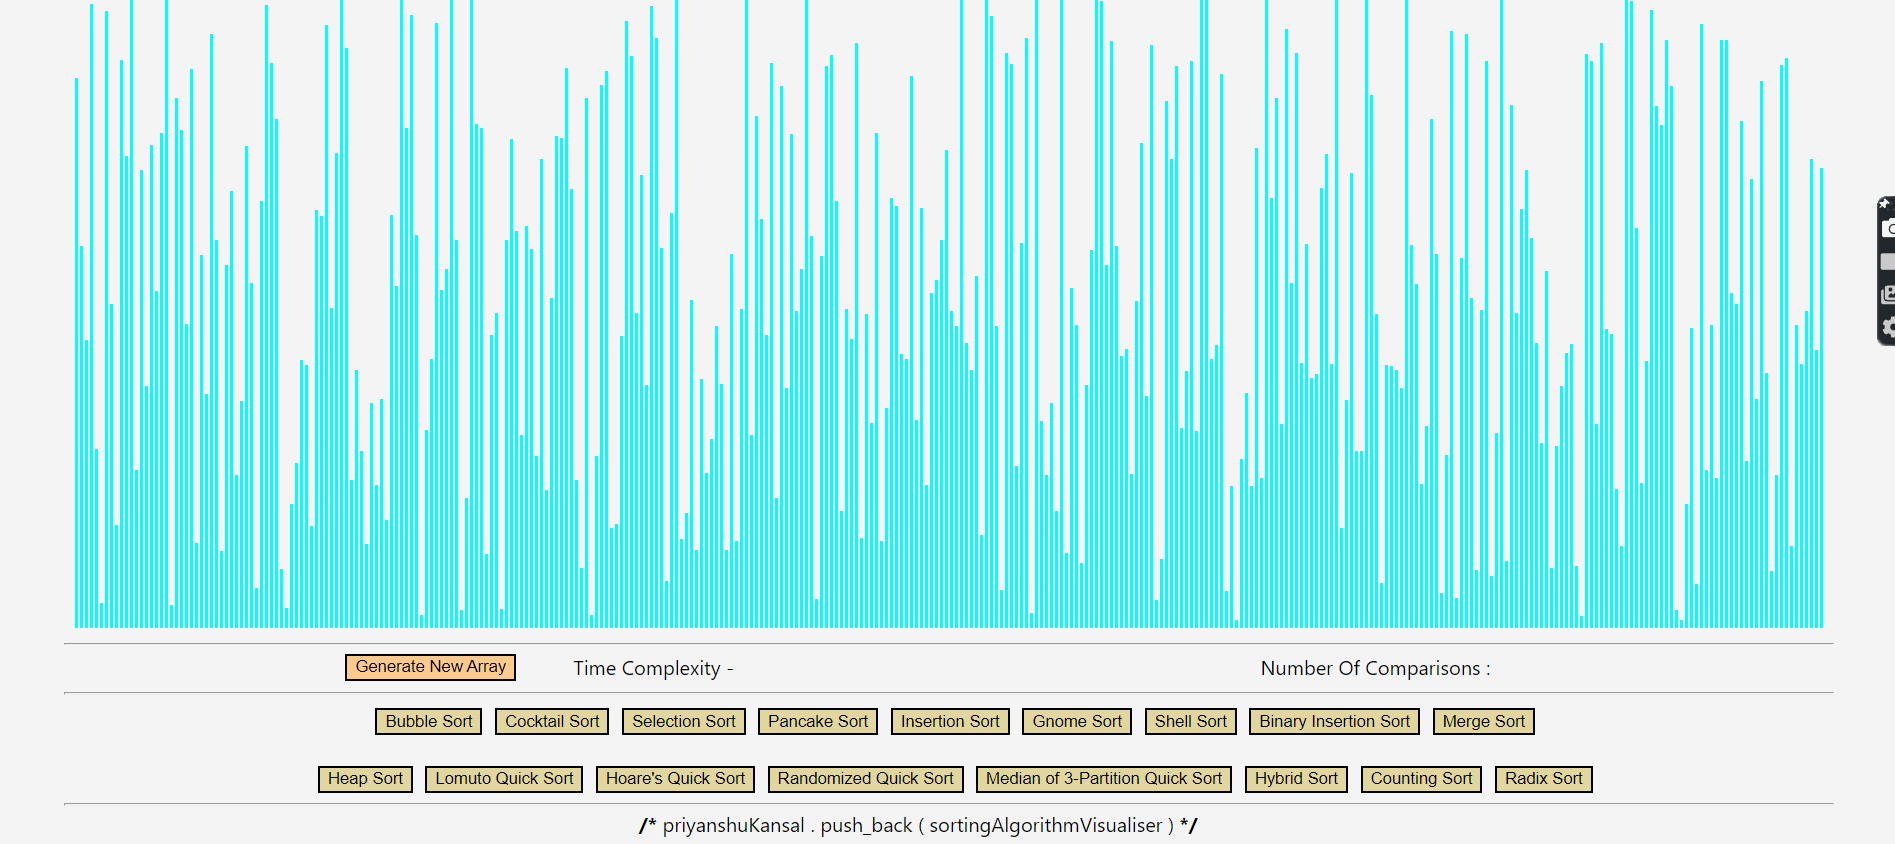 Generate New Array Time Complexity - Number Of Comparisons :
Bubble Sort Cocktail Sort Selection Sort Pancake Sort Insertion Sort Gnome Sort Shell Sort Binary Insertion Sort Merge Sort
Heap Sort Lomuto Quick Sort Hoare's Quick Sort Randomized Quick Sort Median of 3-Partition Quick Sort Hybrid Sort Counting Sort Radix Sort
/* priyanshuKansal . push_back ( sortingAlgorithmVisualiser ) */